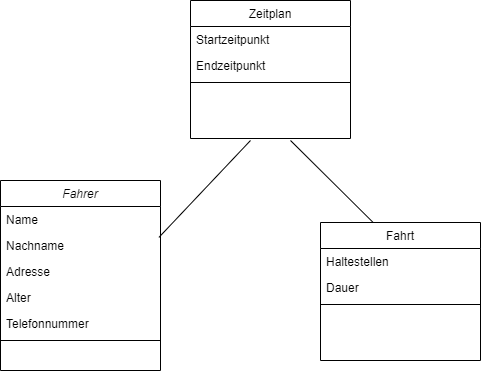 Zeitplan
Startzeitpunkt
Endzeitpunkt
Fahrer
Name
Nachname
Adresse
Alter
Telefonnummer
Fahrt
Haltestellen
Dauer